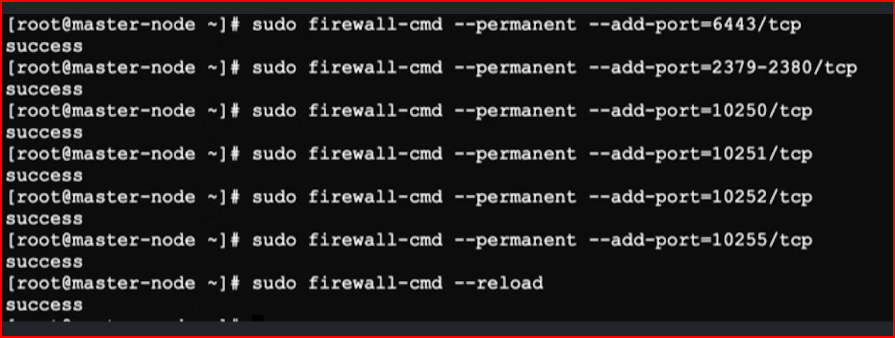 [root@master-node ~]# sudo firewall-cmd --permanent --add-port=6443/tcp
success
[root@master-node ~]# sudo firewall-cmd --permanent --add-port=2379-2380/tcp
success
[root@master-node ~]# sudo firewall-cmd --permanent --add-port=10250/tcp
success
[root@master-node ~]# sudo firewall-cmd --permanent --add-port=10251/tcp
success
[root@master-node ~]# sudo firewall-cmd --permanent --add-port=10252/tcp
success
[root@master-node ~]# sudo firewall-cmd --permanent --add-port=10255/tcp
success
[root@master-node ~]# sudo firewall-cmd --reload
success